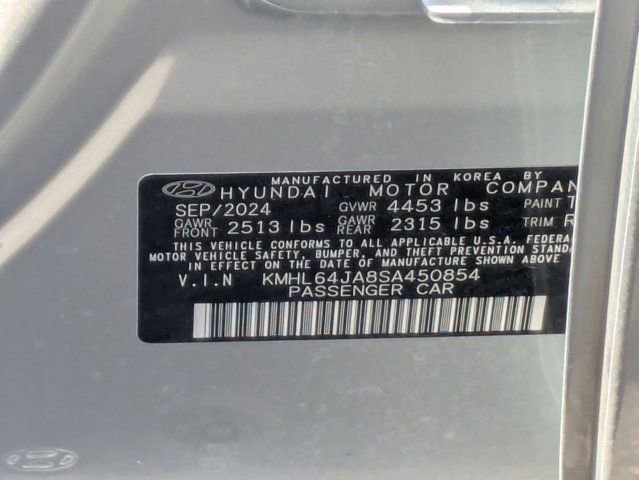 MANUFACTURED IN KOREA BY
HYUNDAI MOTOR COMPAN
SEP/2024 GVWR 4453 lbs PAINT T
GAWR FRONT 2513 lbs GAWR REAR 2315 lbs TRIM R
THIS VEHICLE CONFORMS TO ALL APPLICABLE U.S.A. FEDERA
MOTOR VEHICLE SAFETY, BUMPER, AND THEFT PREVENTION STANDA
IN EFFECT ON THE DATE OF MANUFACTURE SHOWN ABOVE
V.I.N KMHL64JA8SA450854
PASSENGER CAR